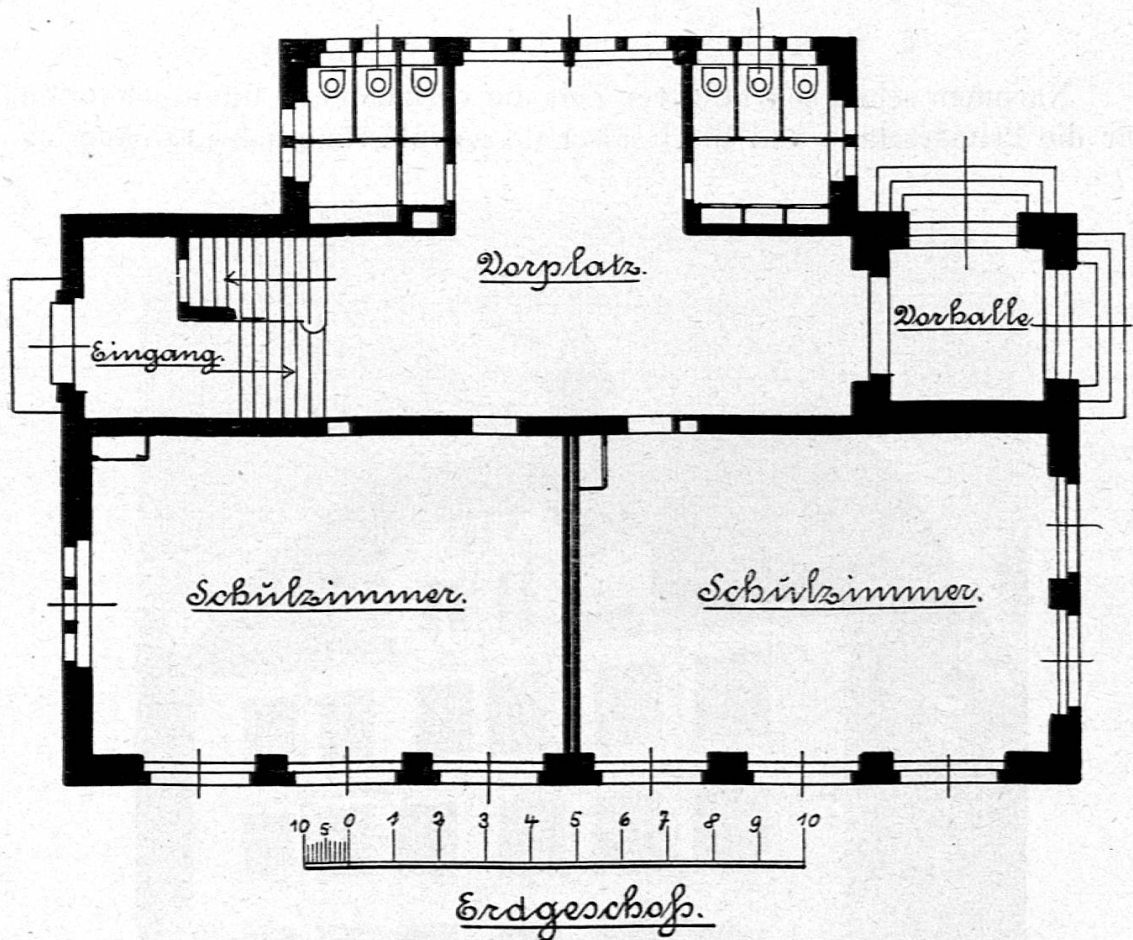 Vorplatz.
Vorhalle.
Eingang.
Schulzimmer.
Schulzimmer.
10 5 0 1 2 3 4 5 6 7 8 9 10
Erdgeschoß.